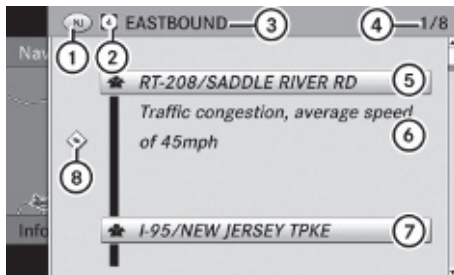 NJ 4 EASTBOUND 3 4 1/8
1 2
Nav
RT-208/SADDLE RIVER RD 5
Traffic congestion, average speed
of 45mph 6
8
Info
I-95/NEW JERSEY TPKE 7